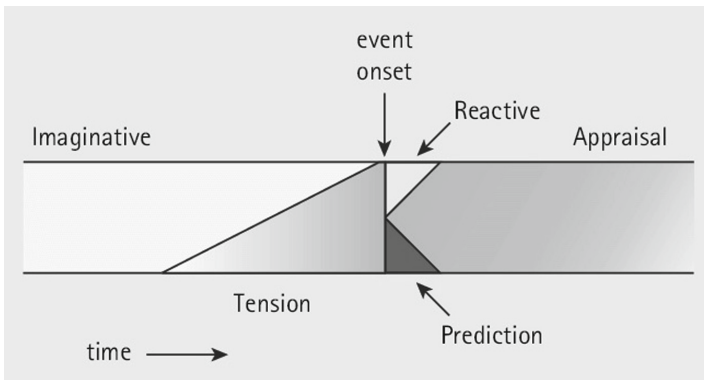 event
onset
Reactive
Imaginative
Appraisal
Tension
Prediction
time